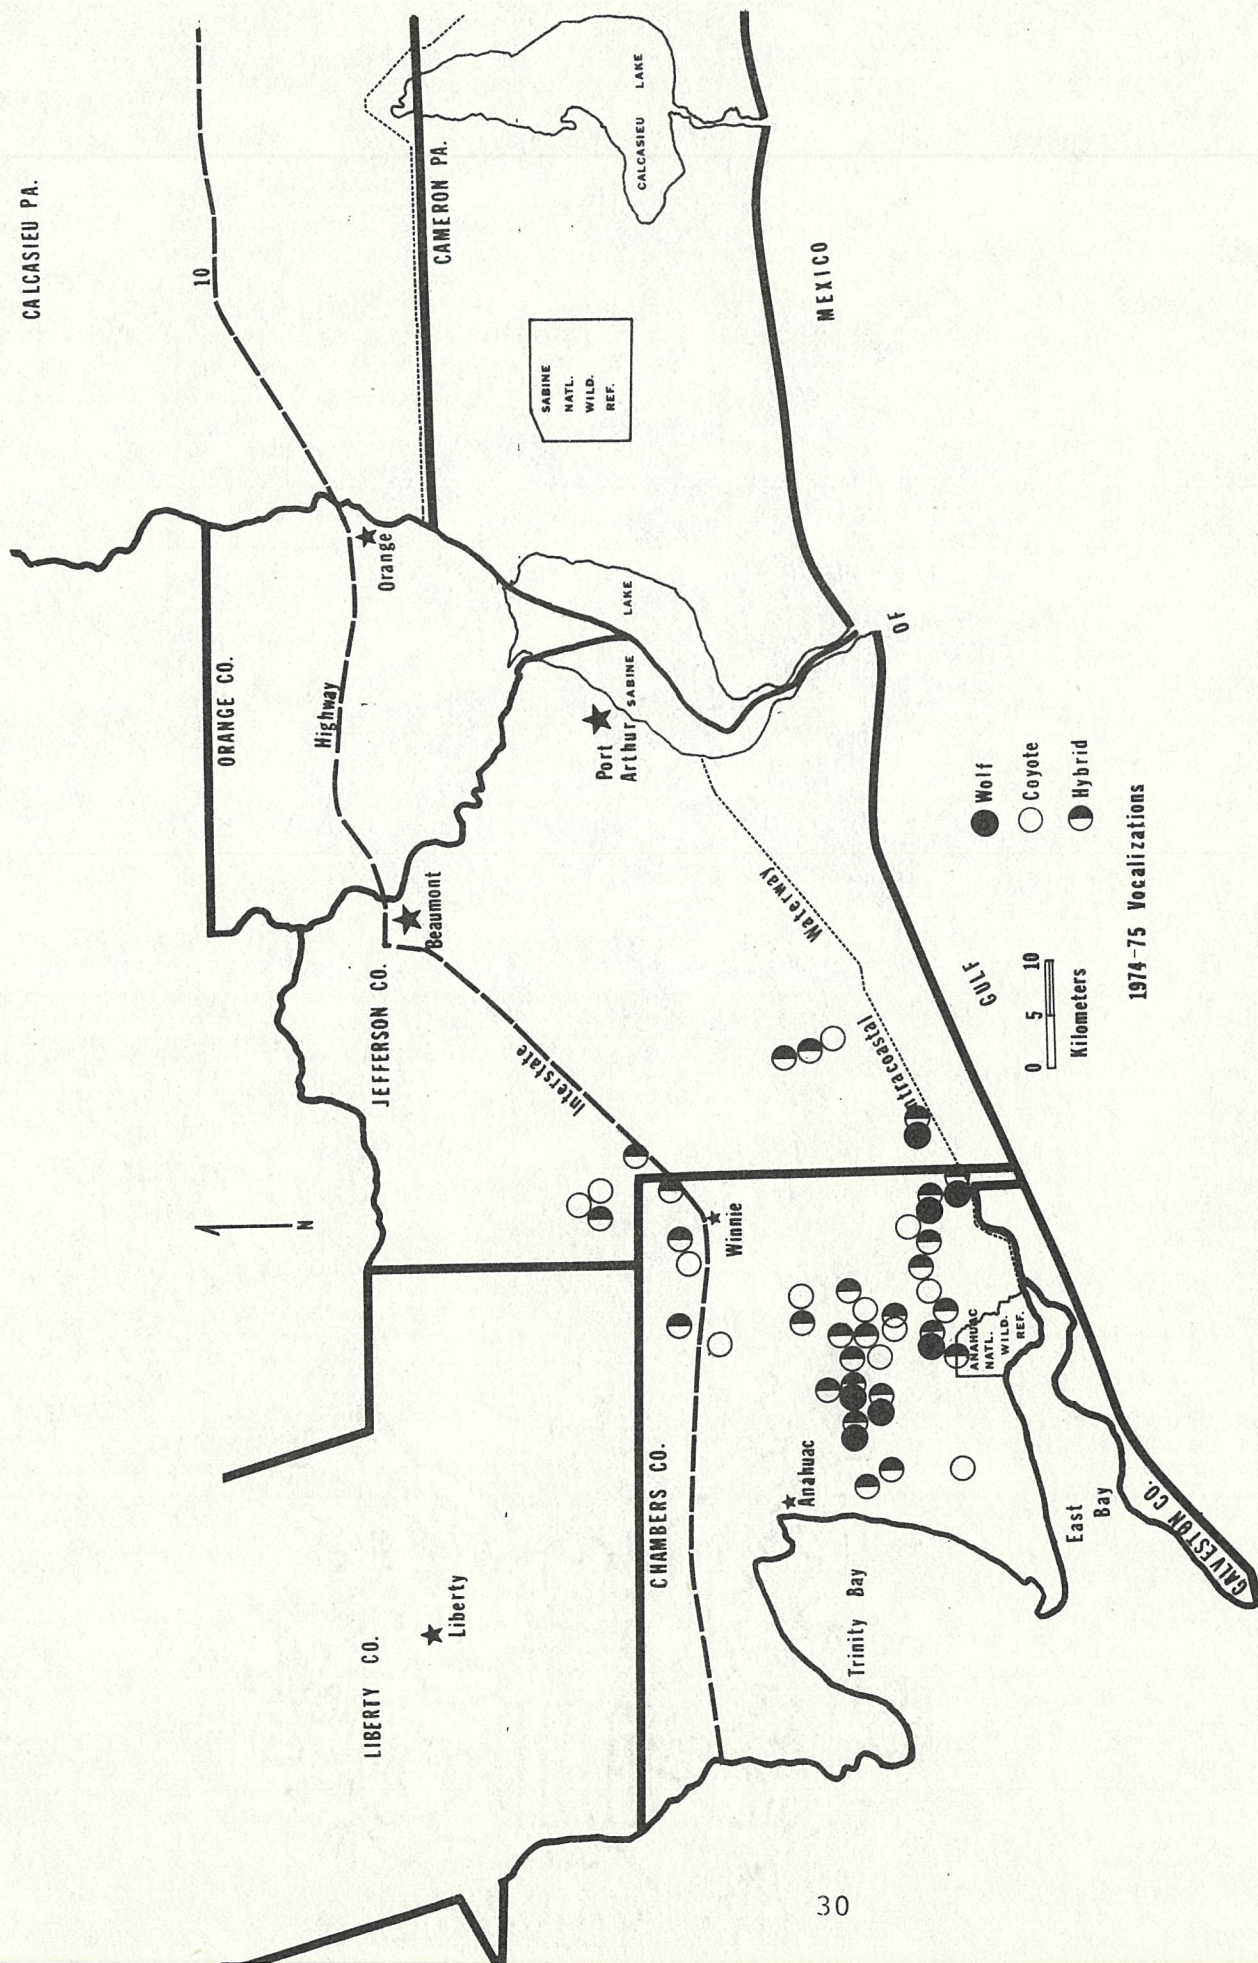 CALCASIEU PA.
10
CAMERON PA.
CALCASIEU LAKE
SABINE
NATL.
WILD.
REF.
ORANGE CO.
Highway
Orange
SABINE LAKE
Port
Arthur
Beaumont
JEFFERSON CO.
Interstate
Waterway
Intracoastal
GULF
OF
MEXICO
N
LIBERTY CO.
Liberty
CHAMBERS CO.
Winnie
Anahuac
ANAHUAC
NATL.
WILD.
REF.
Trinity Bay
East
Bay
GALVESTON CO.
Wolf
Coyote
Hybrid
0 5 10
Kilometers
1974-75 Vocalizations
30